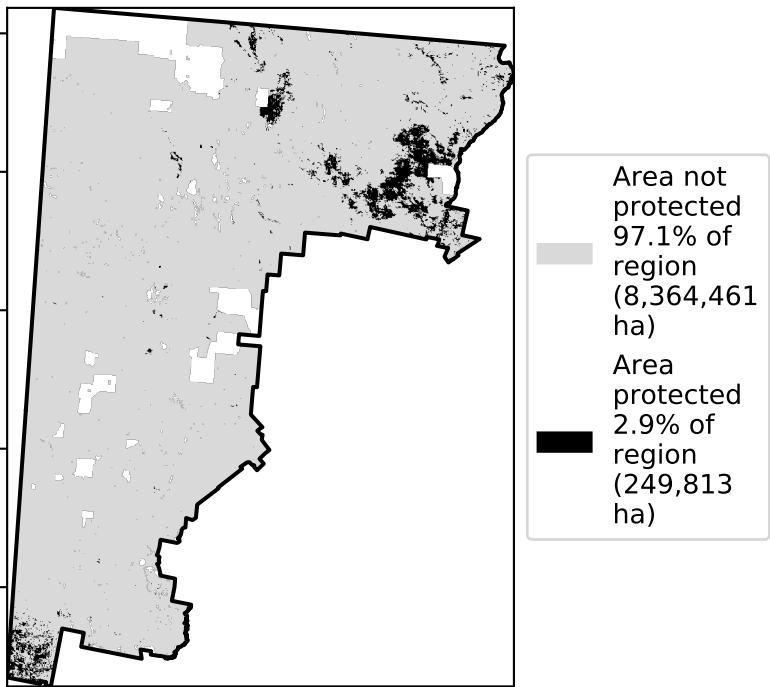 Area not
protected
97.1% of
region
(8,364,461
ha)
Area
protected
2.9% of
region
(249,813
ha)